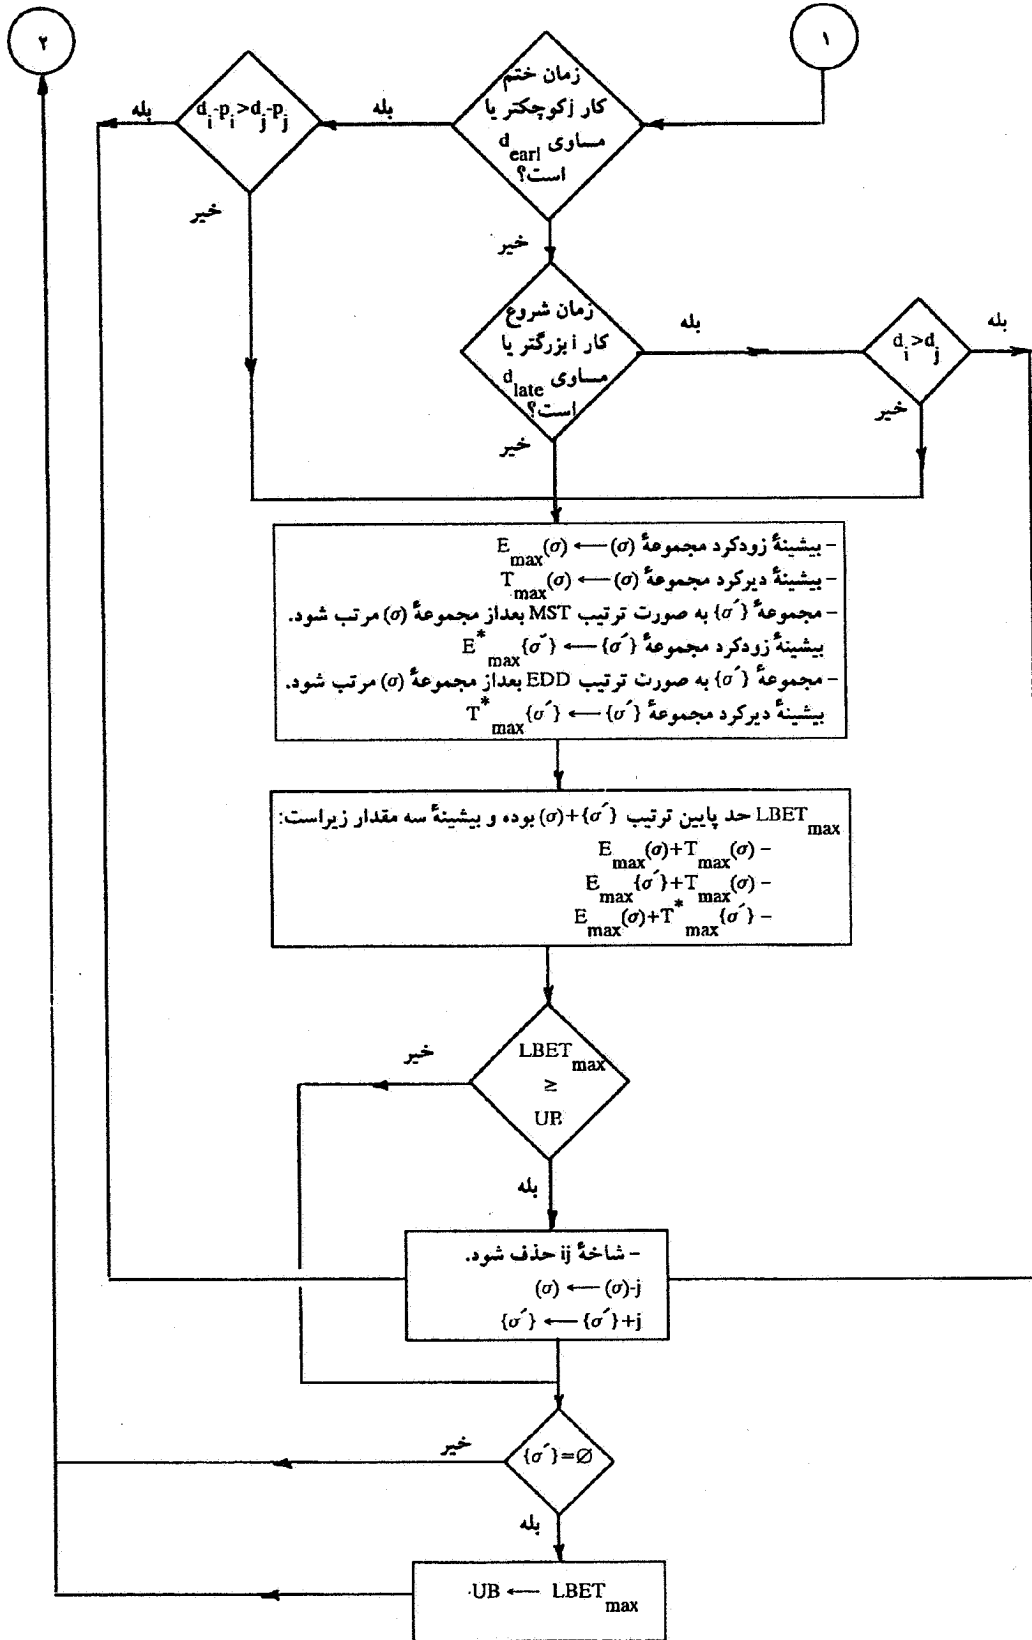 ۲
۱
زمان ختم
کار j کوچکتر یا
مساوی d_earl
است؟
بله
d_i-p_i>d_j-p_j
بله
خیر
خیر
زمان شروع
کار i بزرگتر یا
مساوی d_late
است؟
بله
d_i>d_j
بله
خیر
خیر
– بیشینهٔ زودکرد مجموعهٔ (σ) ⟵ E_max(σ)
– بیشینهٔ دیرکرد مجموعهٔ (σ) ⟵ T_max(σ)
– مجموعهٔ {σ´} به صورت ترتیب MST بعداز مجموعهٔ (σ) مرتب شود.
بیشینهٔ زودکرد مجموعهٔ {σ´} ⟵ E*_max{σ´}
– مجموعهٔ {σ´} به صورت ترتیب EDD بعداز مجموعهٔ (σ) مرتب شود.
بیشینهٔ دیرکرد مجموعهٔ {σ´} ⟵ T*_max{σ´}
LBET_max حد پایین ترتیب (σ)+{σ´} بوده و بیشینهٔ سه مقدار زیراست:
– E_max(σ)+T_max(σ)
– E_max{σ´}+T_max(σ)
– E_max(σ)+T*_max{σ´}
LBET_max
≥
UB
خیر
بله
– شاخهٔ ij حذف شود.
(σ) ⟵ (σ)-j
{σ´} ⟵ {σ´}+j
{σ´}=∅
خیر
بله
UB ⟵ LBET_max